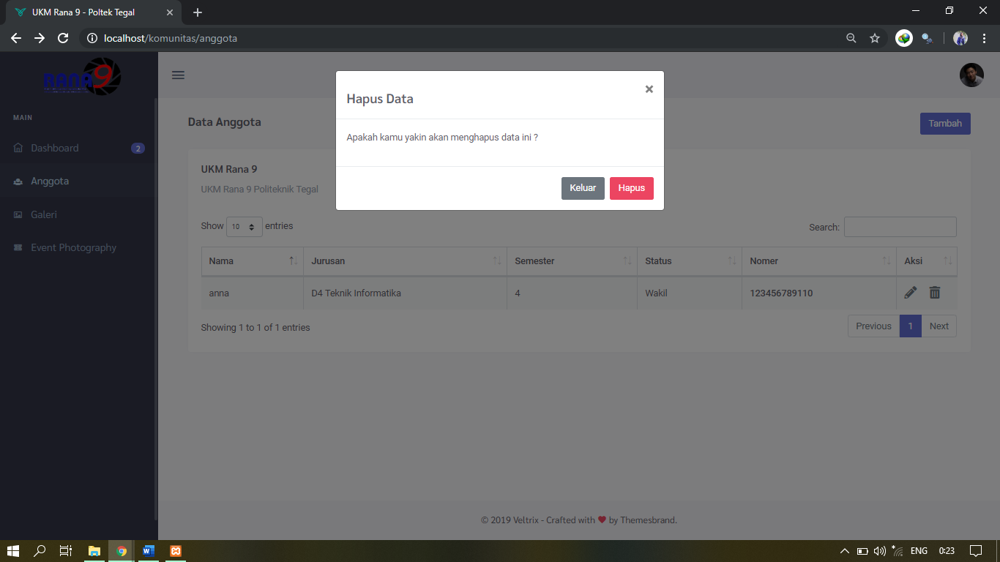 UKM Rana 9 - Poltek Tegal
localhost/komunitas/anggota
RANA 9
MAIN
Dashboard 2
Anggota
Galeri
Event Photography
Hapus Data ×
Apakah kamu yakin akan menghapus data ini ?
Keluar Hapus
Data Anggota Tambah
UKM Rana 9
UKM Rana 9 Politeknik Tegal
Show 10 entries Search:
Nama Jurusan Semester Status Nomer Aksi
anna D4 Teknik Informatika 4 Wakil 123456789110
Showing 1 to 1 of 1 entries Previous 1 Next
© 2019 Veltrix - Crafted with ❤ by Themesbrand.
ENG 0:23